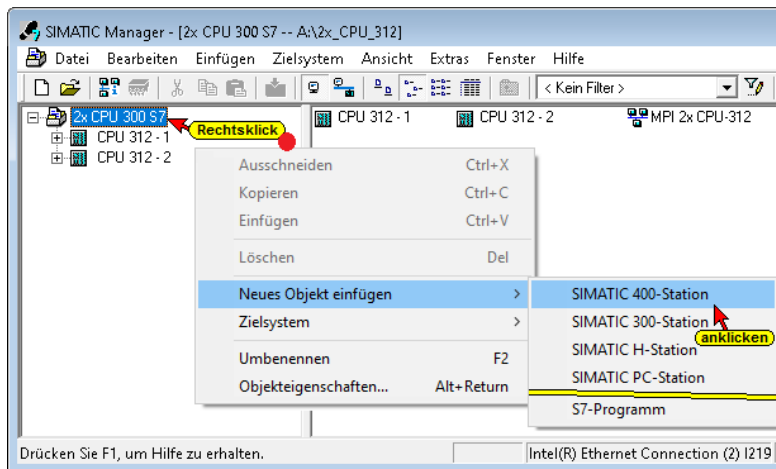 SIMATIC Manager - [2x CPU 300 S7 -- A:\2x_CPU_312]
Datei Bearbeiten Einfügen Zielsystem Ansicht Extras Fenster Hilfe
< Kein Filter >
2x CPU 300 S7
Rechtsklick
CPU 312 - 1
CPU 312 - 2
CPU 312 - 1 CPU 312 - 2 MPI 2x CPU-312
Ausschneiden Ctrl+X
Kopieren Ctrl+C
Einfügen Ctrl+V
Löschen Del
Neues Objekt einfügen >
Zielsystem >
Umbenennen F2
Objekteigenschaften... Alt+Return
SIMATIC 400-Station
SIMATIC 300-Station
anklicken
SIMATIC H-Station
SIMATIC PC-Station
S7-Programm
Drücken Sie F1, um Hilfe zu erhalten. Intel(R) Ethernet Connection (2) I219